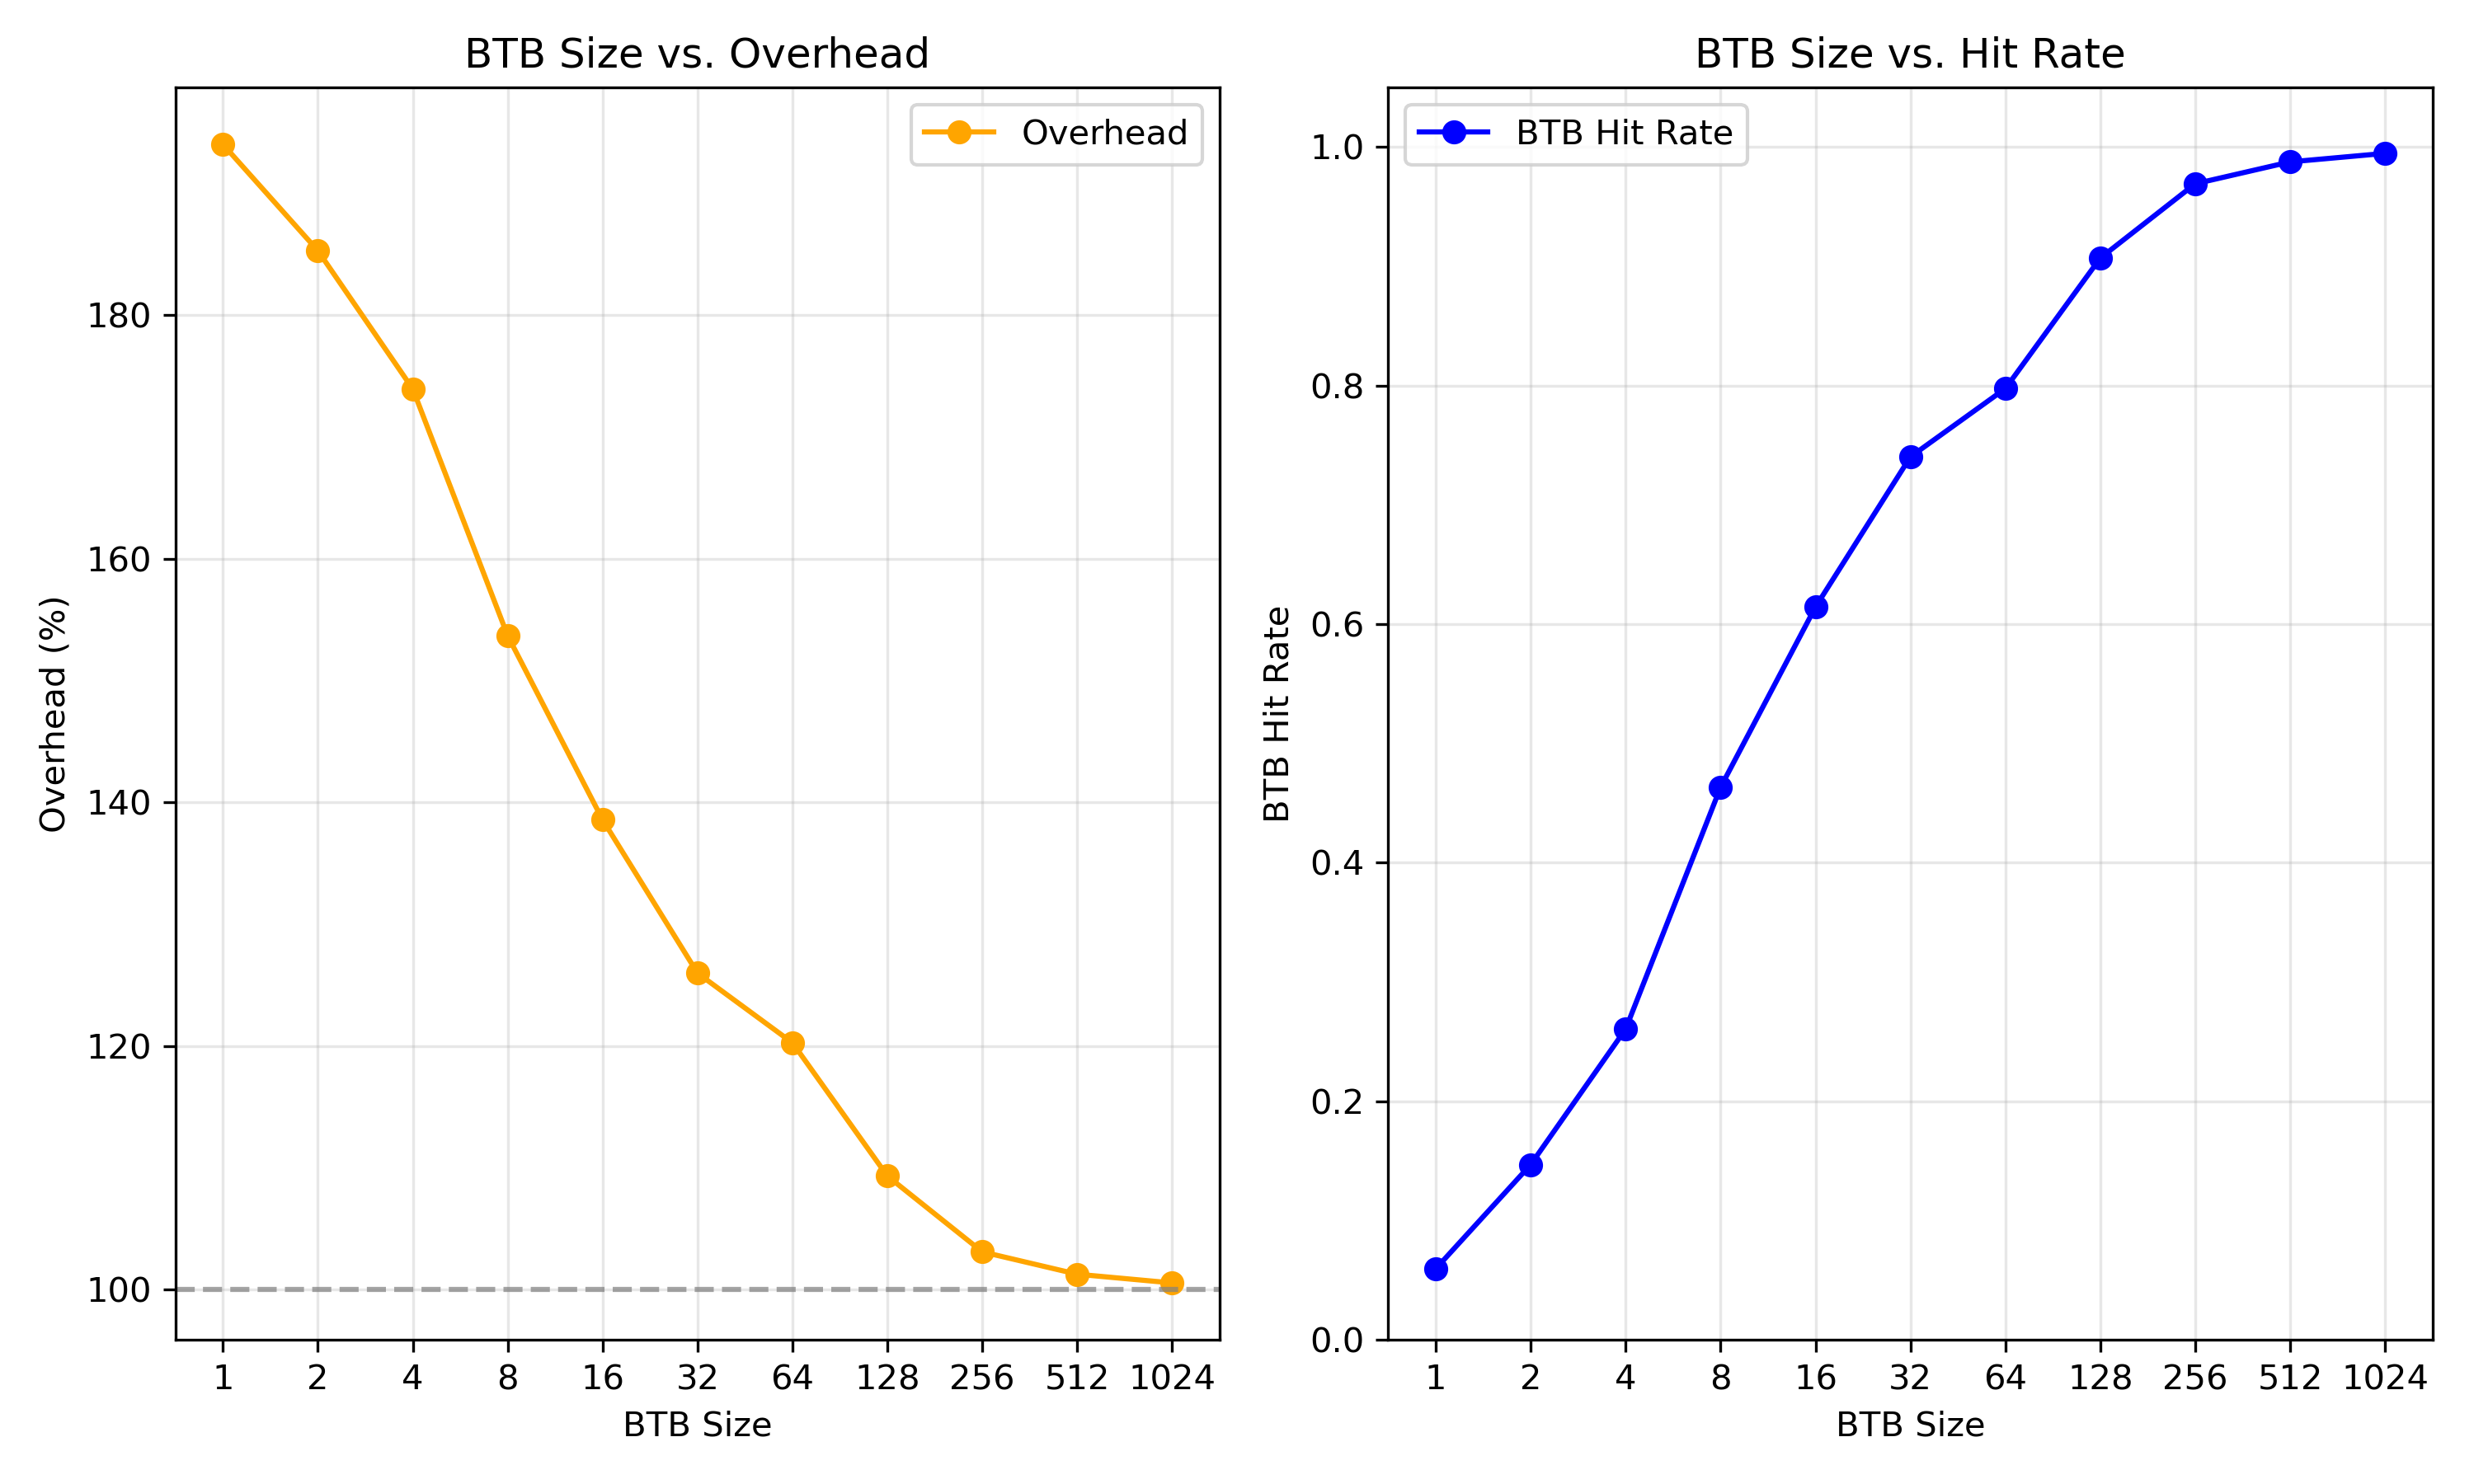 BTB Size vs. Overhead
Overhead
Overhead (%)
180
160
140
120
100
1 2 4 8 16 32 64 128 256 512 1024
BTB Size
BTB Size vs. Hit Rate
BTB Hit Rate
BTB Hit Rate
1.0
0.8
0.6
0.4
0.2
0.0
1 2 4 8 16 32 64 128 256 512 1024
BTB Size